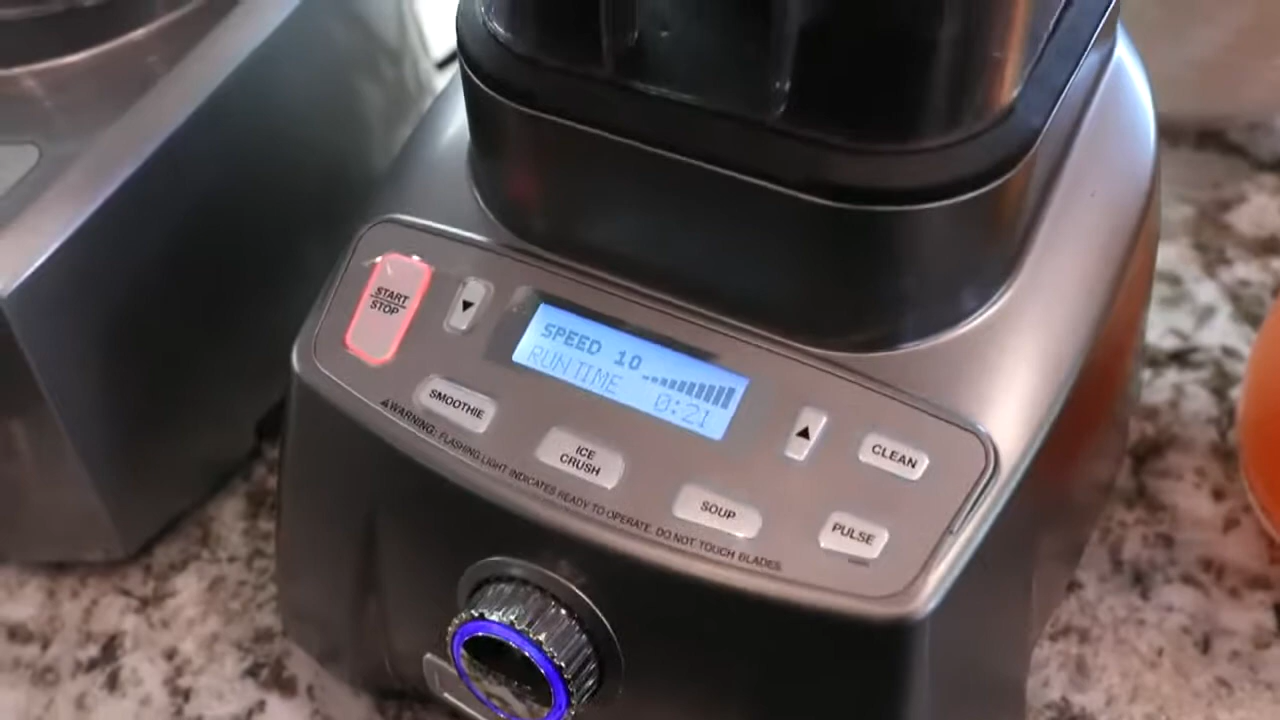 START
STOP
▼
SPEED 10
RUNTIME 0:21
▲
CLEAN
SMOOTHIE
ICE
CRUSH
SOUP
PULSE
⚠WARNING: FLASHING LIGHT INDICATES READY TO OPERATE. DO NOT TOUCH BLADES.